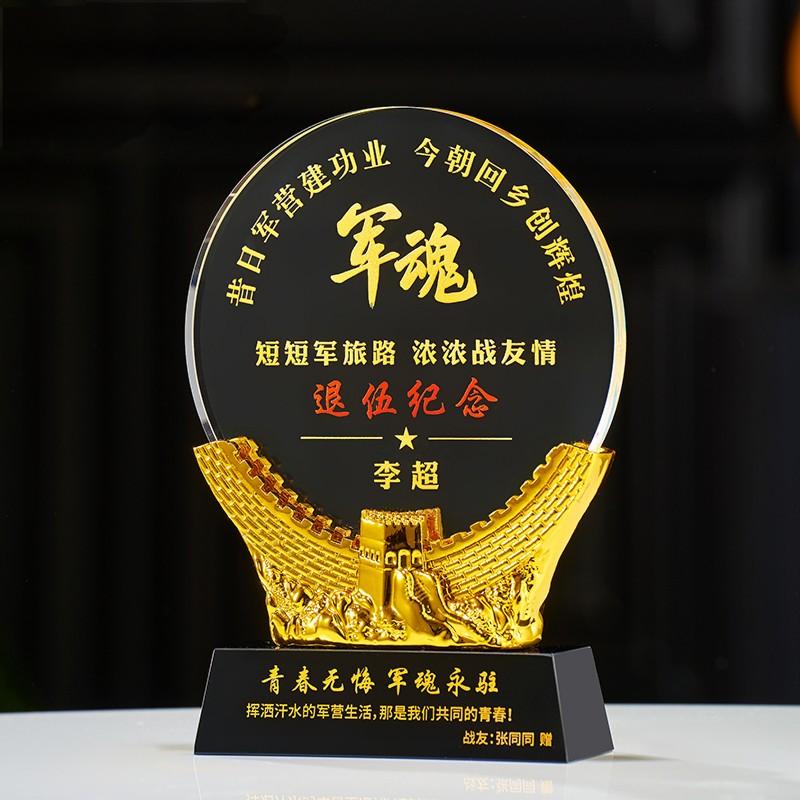 昔日军营建功业 今朝回乡创辉煌
军魂
短短军旅路 浓浓战友情
退伍纪念
李超
青春无悔 军魂永驻
挥洒汗水的军营生活,那是我们共同的青春!
战友:张同同 赠